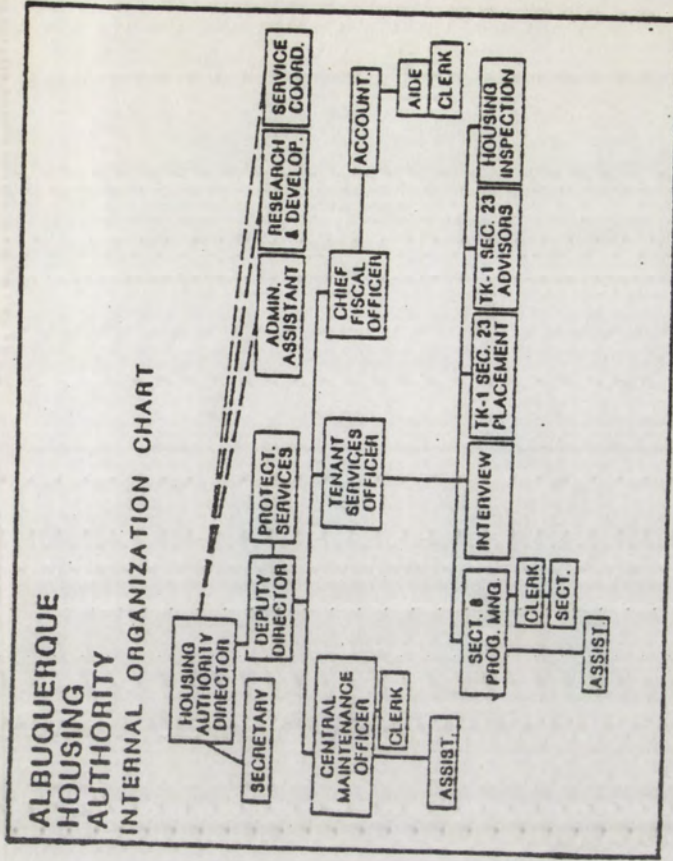 ALBUQUERQUE
HOUSING
AUTHORITY
INTERNAL ORGANIZATION CHART
HOUSING
AUTHORITY
DIRECTOR
SECRETARY
DEPUTY
DIRECTOR
PROTECT.
SERVICES
ADMIN.
ASSISTANT
RESEARCH
& DEVELOP.
SERVICE
COORD.
CENTRAL
MAINTENANCE
OFFICER
CLERK
ASSIST.
TENANT
SERVICES
OFFICER
CHIEF
FISCAL
OFFICER
ACCOUNT.
AIDE
CLERK
SECT. 8
PROG. MNG.
CLERK
SECT.
ASSIST
INTERVIEW
TK-1 SEC. 23
PLACEMENT
TK-1 SEC. 23
ADVISORS
HOUSING
INSPECTION